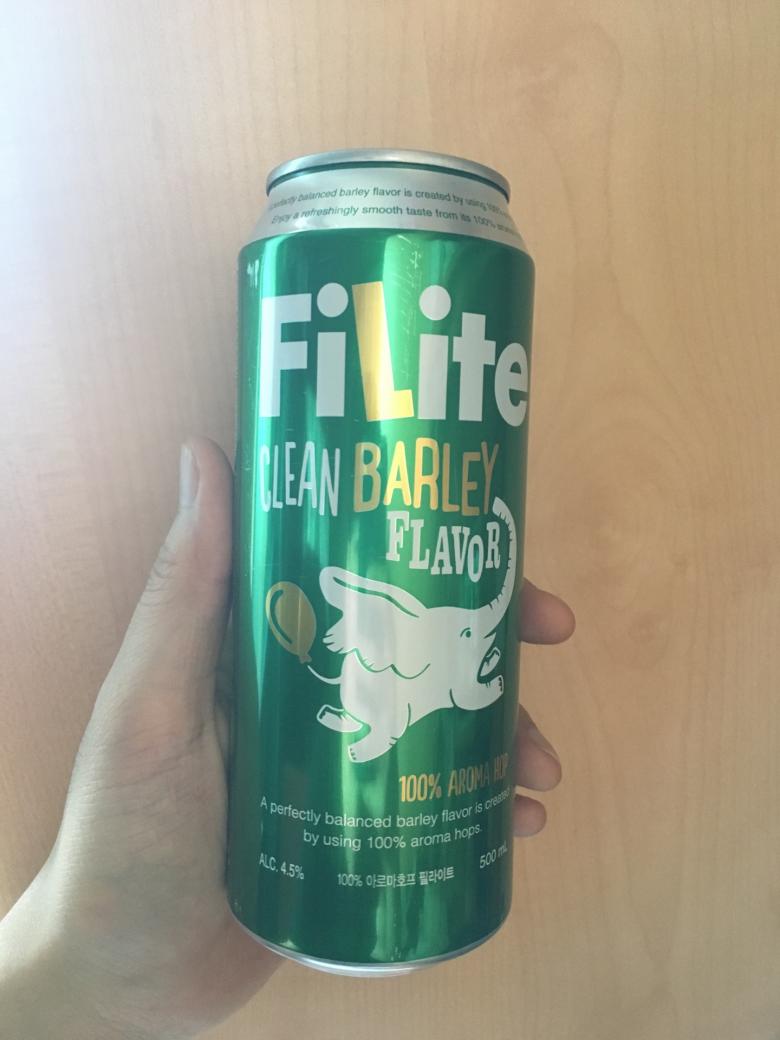 perfectly balanced barley flavor is created by using 100%
Enjoy a refreshingly smooth taste from its 100% aroma
FiLite
CLEAN BARLEY
FLAVOR
100% AROMA HOP
A perfectly balanced barley flavor is created
by using 100% aroma hops.
ALC. 4.5% 100% 아로마호프 필라이트 500 mL